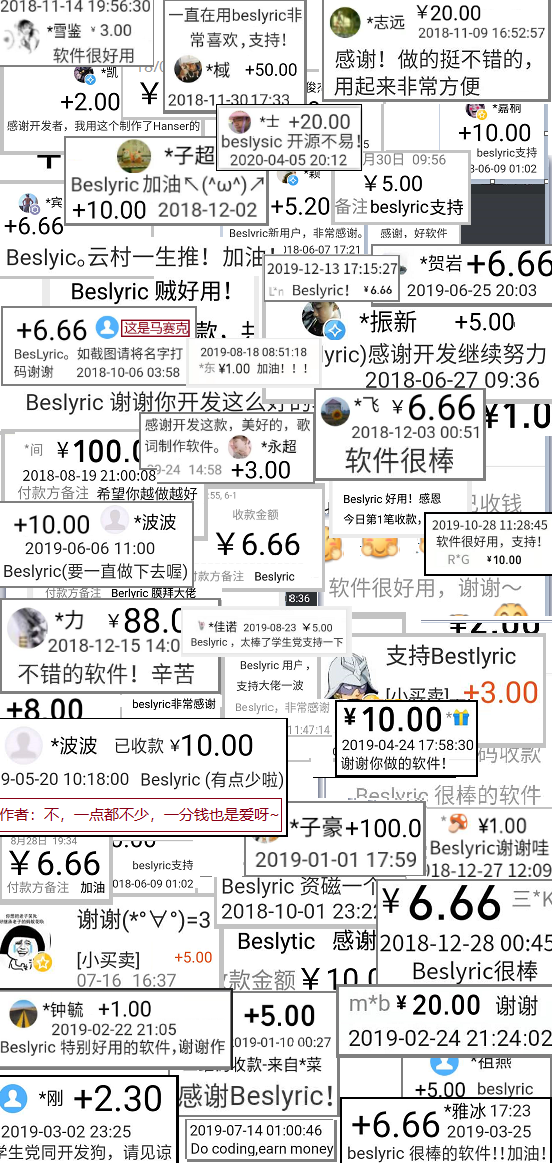 2018-11-14 19:56:30
*雪鉴 ¥ 3.00
软件很好用
一直在用beslyric非
常喜欢,支持!
+50.00
2018-11-30 17:33
*志远 ¥20.00
2018-11-09 16:52:57
感谢！做的挺不错的，
用起来非常方便
*凯
+2.00
感谢开发者，我用这个制作了Hanser的
*士 +20.00
beslysic 开源不易！
2020-04-05 20:12
*嘉桐
+10.00
beslyric支持
-06-09 01:02
*子超
Beslyric 加油↖(^ω^)↗
+10.00 2018-12-02
月30日 09:56
¥5.00
备注 beslyric支持
*宾
+6.66
*颖
+5.20
Beslyric新用户，非常感谢。
2018-06-07 17:21
感谢，好软件
Beslyic。云村一生推！加油！
*贺岩 +6.66
2019-06-25 20:03
2019-12-13 17:15:27
Beslyric！ ¥6.66
Beslyric 贼好用！
+6.66 这是马赛克
BesLyric。如截图请将名字打
码谢谢 2018-10-06 03:58
款，
2019-08-18 08:51:18
*东 ¥1.00 加油！！！
*振新 +5.00
yric)感谢开发继续努力
2018-06-27 09:36
Beslyric 谢谢你开发这么好的
感谢开发这款，美好的，歌
词制作软件。 *永超
09-24 14:58 +3.00
*飞 ¥6.66
2018-12-03 00:51
软件很棒
¥1.0
*间 ¥100.0
2018-08-19 21:00:08
付款方备注 希望你越做越好
:55, 6-1
收款金额
¥6.66
付款方备注 Beslyric
Beslyric 好用！感恩
今日第1笔收款，
已收钱
+10.00 *波波
2019-06-06 11:00
Beslyric(要一直做下去喔)
2019-10-28 11:28:45
软件很好用，支持！
R*G ¥10.00
软件很好用，谢谢～
付款方备注 Berlyric 膜拜大佬
8:36
*力 ¥88.0
2018-12-15 14:0
不错的软件！辛苦
*佳诺 2019-08-23 ¥5.00
Beslyric ，太棒了学生党支持一下
Beslyric 用户，
支持大佬一波
Beslyric，非常感谢
11:47:14
¥2.00
支持Bestlyric
[小买卖] +3.00
+8.00
beslyric非常感谢
¥10.00 *🎁
2019-04-24 17:58:30
谢谢你做的软件！
码收款
*波波 已收款 ¥10.00
9-05-20 10:18:00 Beslyric (有点少啦)
作者：不，一点都不少，一分钱也是爱呀~
Beslyric 很棒的软件
8月28日 19:34
¥6.66
付款方备注 加油
beslyric支持
018-06-09 01:02
*子豪 +100.0
2019-01-01 17:59
*🍄 ¥1.00
Beslyric谢谢哇
018-12-27 12:09
Beslyric 资磁一个
2018-10-01 23:22
¥6.66 三*K
2018-12-28 00:45
Beslyric很棒
谢谢(*°∀°)=3
[小买卖] +5.00
07-16 16:37
Beslytic 感谢
收款金额 ¥10.0
*钟毓 +1.00
2019-02-22 21:05
Beslyric 特别好用的软件,谢谢作
+5.00
2019-01-10 00:27
收款-来自*菜
感谢Beslyric！
m*b ¥20.00 谢谢
2019-02-24 21:24:02
*祖燕
+5.00 beslyric
*刚 +2.30
2019-03-02 23:25
学生党同开发狗，请见谅
2019-07-14 01:00:46
Do coding,earn money
*雅冰 17:23
+6.66 2019-03-25
beslyric 很棒的软件!!加油!